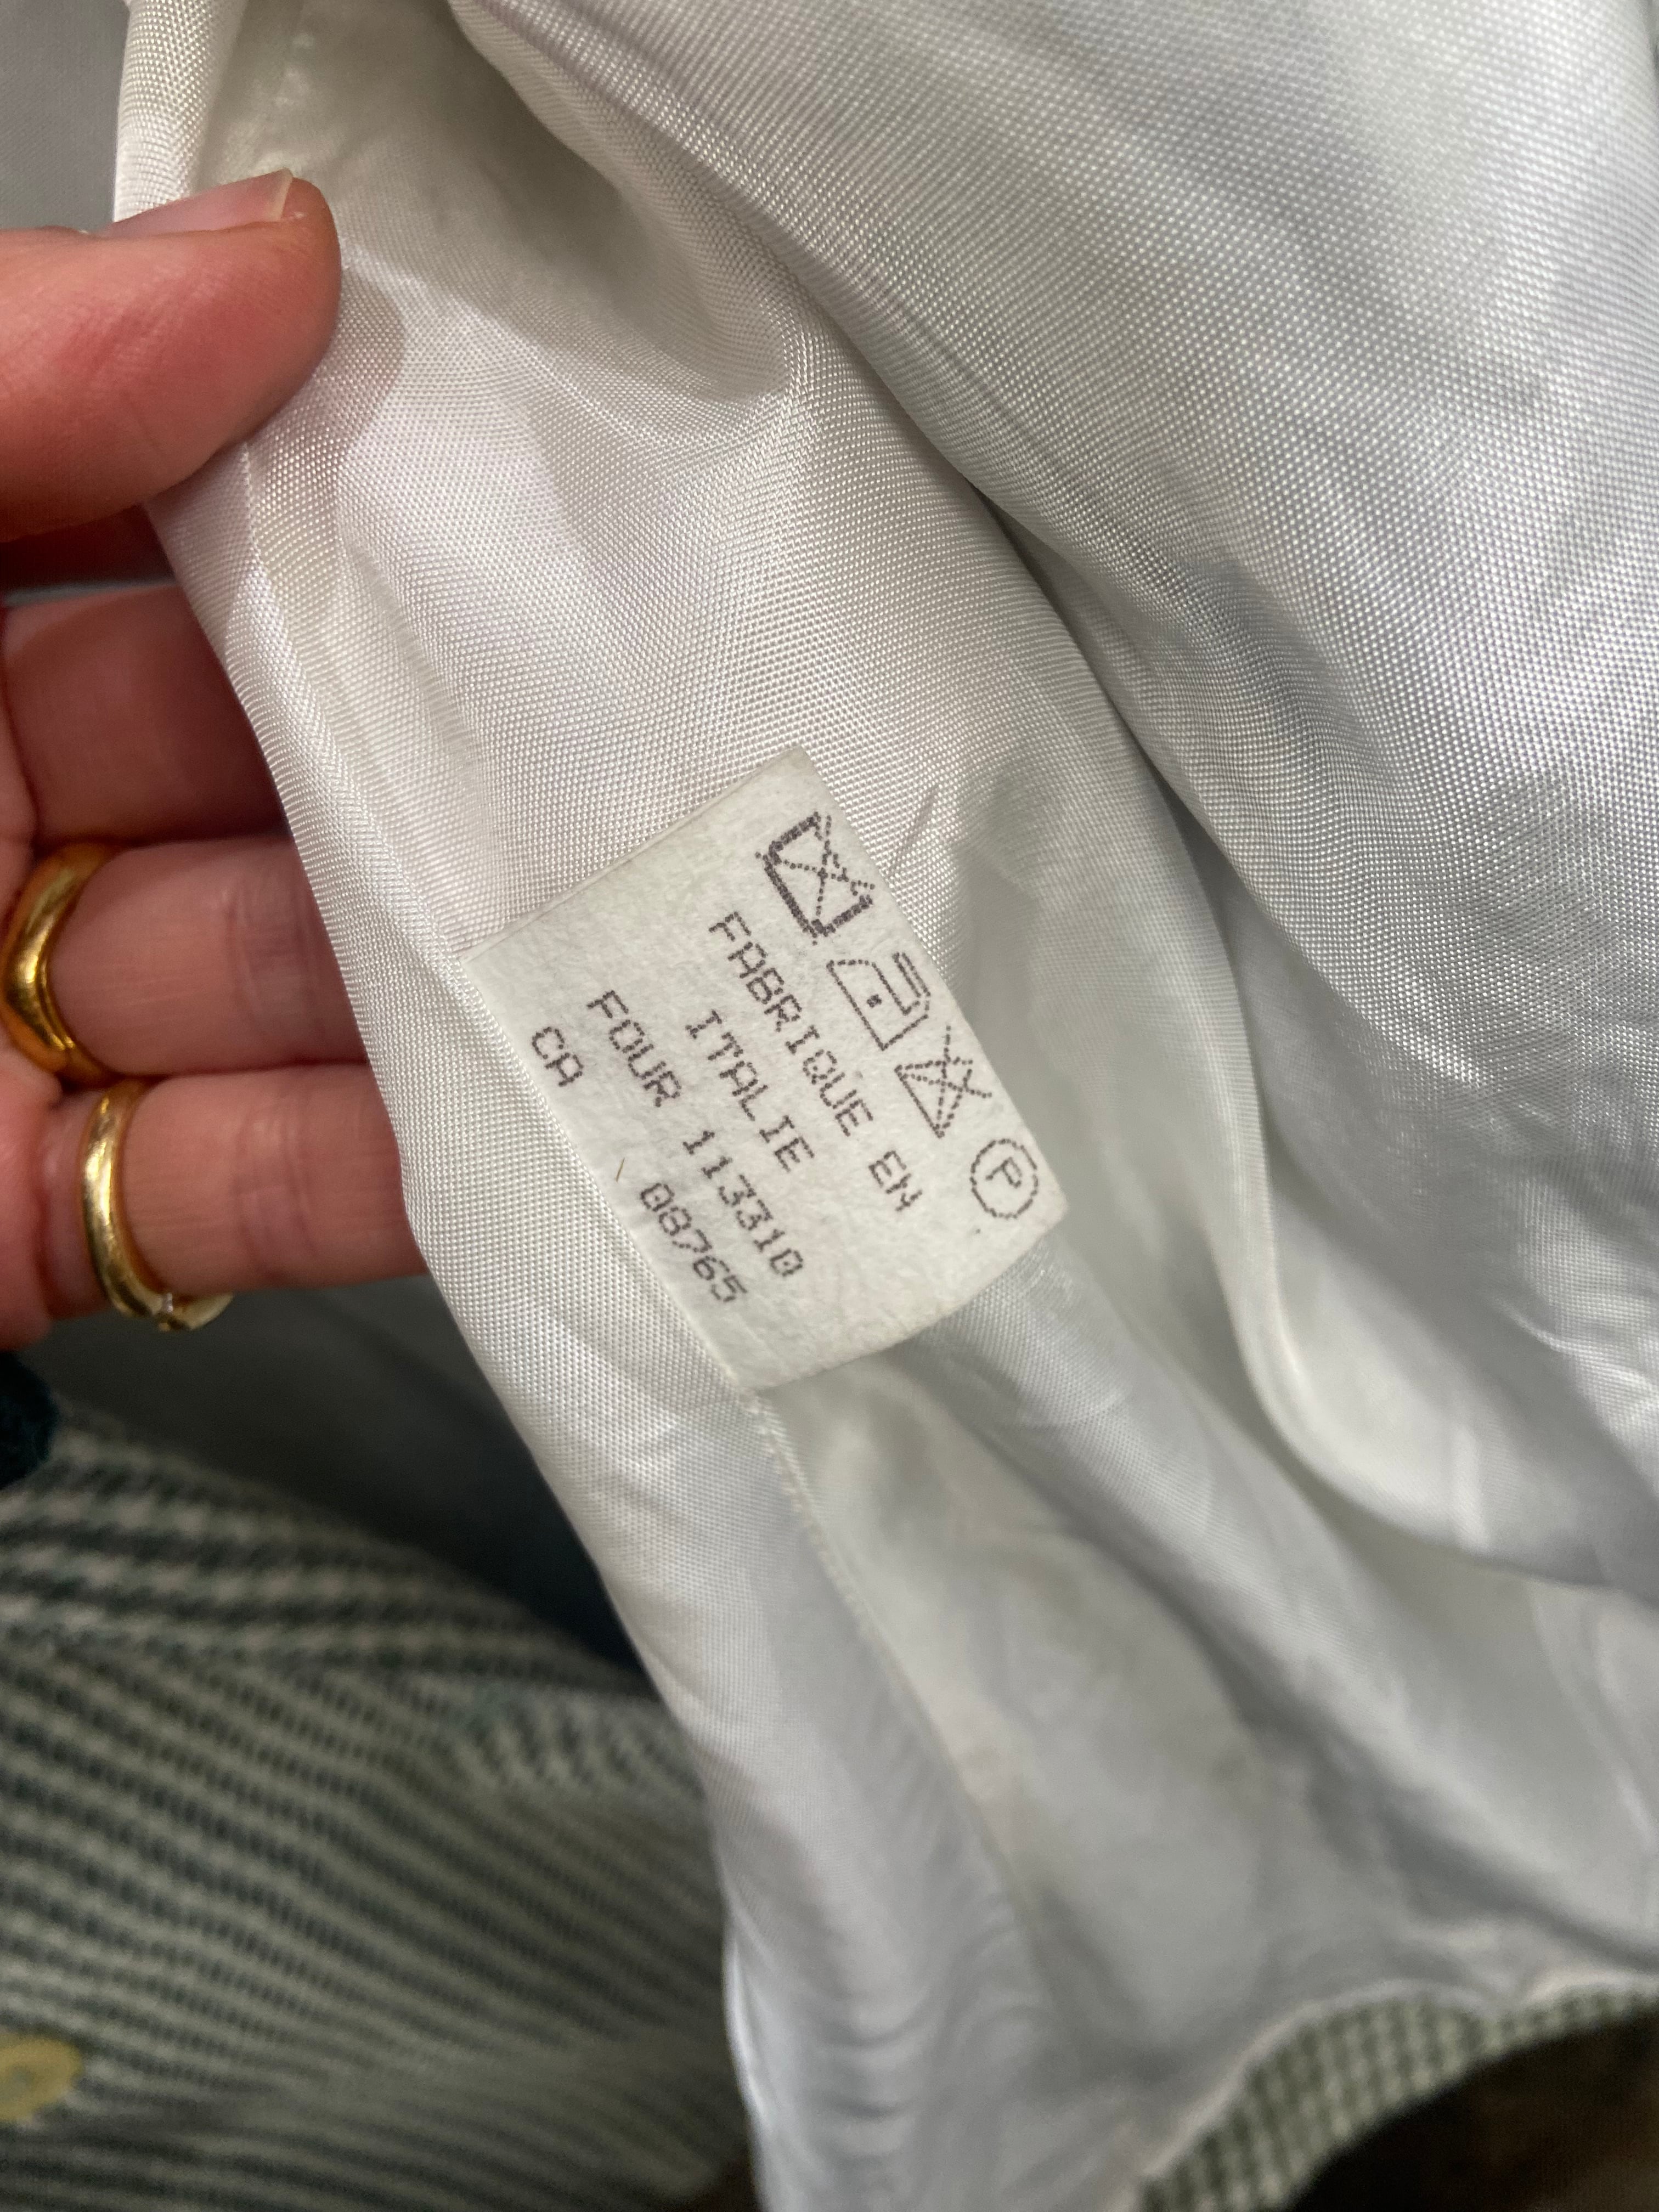 P
FABRIQUE EN
ITALIE
FOUR 113310
CA 08765